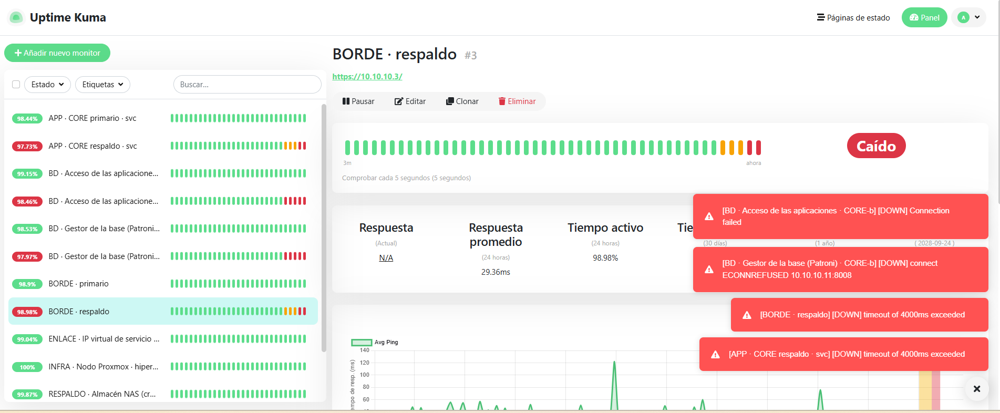 Uptime Kuma
Páginas de estado
Panel
A
Añadir nuevo monitor
Estado
Etiquetas
Buscar...
98.44% APP · CORE primario · svc
97.73% APP · CORE respaldo · svc
99.15% BD · Acceso de las aplicacione...
98.46% BD · Acceso de las aplicacione...
98.53% BD · Gestor de la base (Patroni...
97.97% BD · Gestor de la base (Patroni...
98.9% BORDE · primario
98.98% BORDE · respaldo
99.04% ENLACE · IP virtual de servicio ...
100% INFRA · Nodo Proxmox · hiper...
99.87% RESPALDO · Almacén NAS (cr...
BORDE · respaldo #3
https://10.10.10.3/
Pausar
Editar
Clonar
Eliminar
3m
ahora
Caído
Comprobar cada 5 segundos (5 segundos)
Respuesta
(Actual)
N/A
Respuesta
promedio
(24 horas)
29.36ms
Tiempo activo
(24 horas)
98.98%
Tie
(30 días)
(1 año)
( 2028-09-24 )
[BD · Acceso de las aplicaciones · CORE-b] [DOWN] Connection
failed
[BD · Gestor de la base (Patroni) · CORE-b] [DOWN] connect
ECONNREFUSED 10.10.10.11:8008
[BORDE · respaldo] [DOWN] timeout of 4000ms exceeded
[APP · CORE respaldo · svc] [DOWN] timeout of 4000ms exceeded
Avg Ping
140
120
100
80
60
empo de resp. (ms)